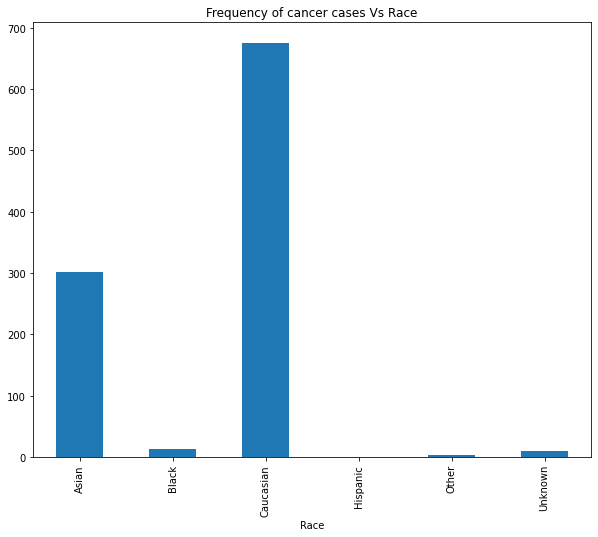 Frequency of cancer cases Vs Race
700
600
500
400
300
200
100
0
Asian
Black
Caucasian
Hispanic
Other
Unknown
Race